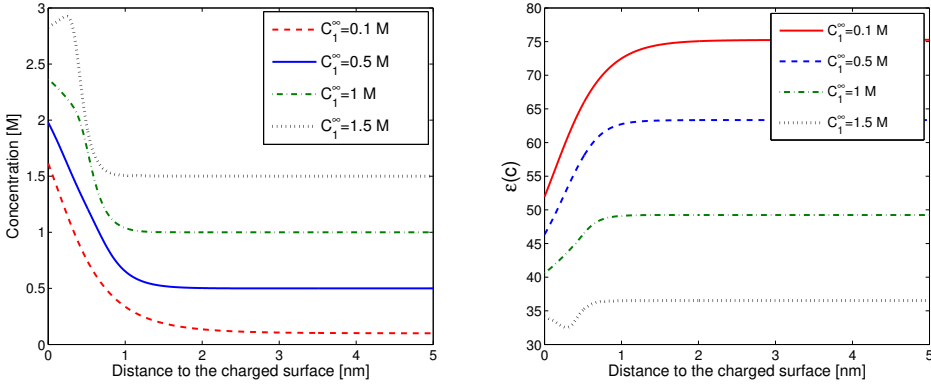 3
2.5
2
1.5
1
0.5
0
0 1 2 3 4 5
Concentration [M]
Distance to the charged surface [nm]
C₁^∞=0.1 M
C₁^∞=0.5 M
C₁^∞=1 M
C₁^∞=1.5 M
80
75
70
65
60
55
50
45
40
35
30
0 1 2 3 4 5
ε(c)
Distance to the charged surface [nm]
C₁^∞=0.1 M
C₁^∞=0.5 M
C₁^∞=1 M
C₁^∞=1.5 M